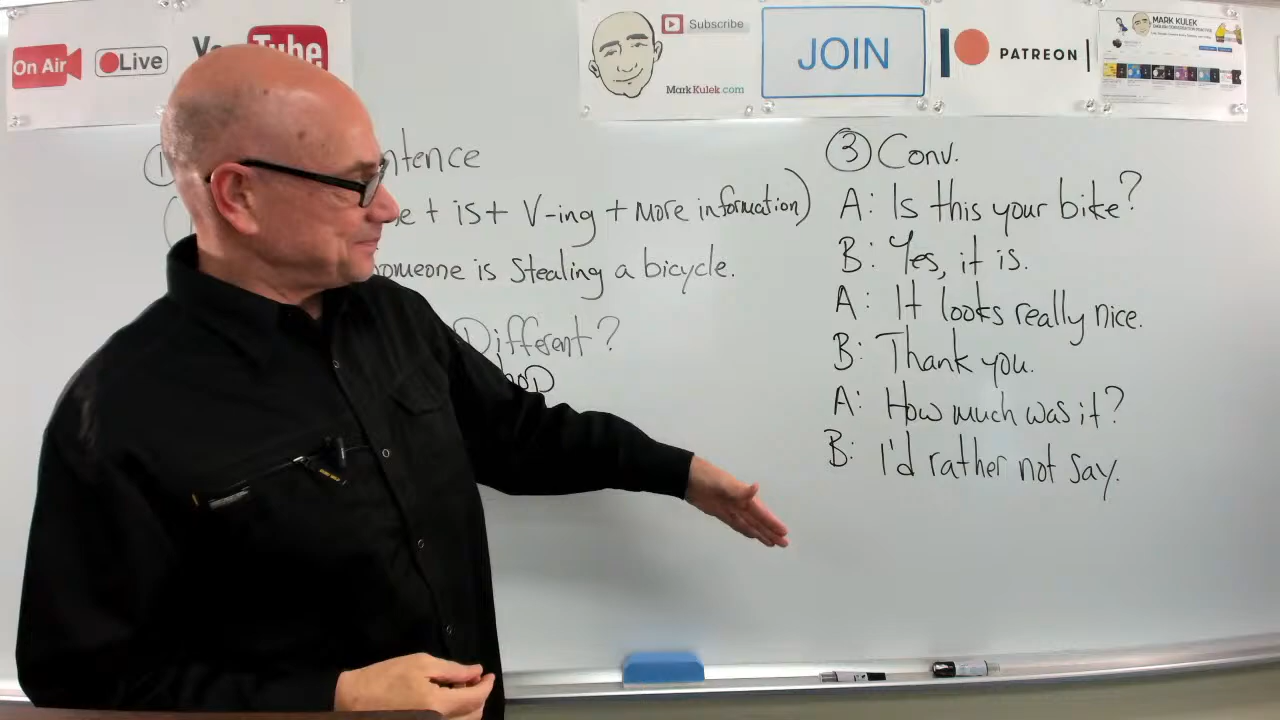 On Air
Live
YouTube
Subscribe
MarkKulek.com
JOIN
PATREON
MARK KULEK
ntence
e + is + V-ing + More information)
omeone is Stealing a bicycle.
Different?
③ Conv.
A: Is this your bike?
B: Yes, it is.
A: It looks really nice.
B: Thank you.
A: How much was it?
B: I'd rather not say.